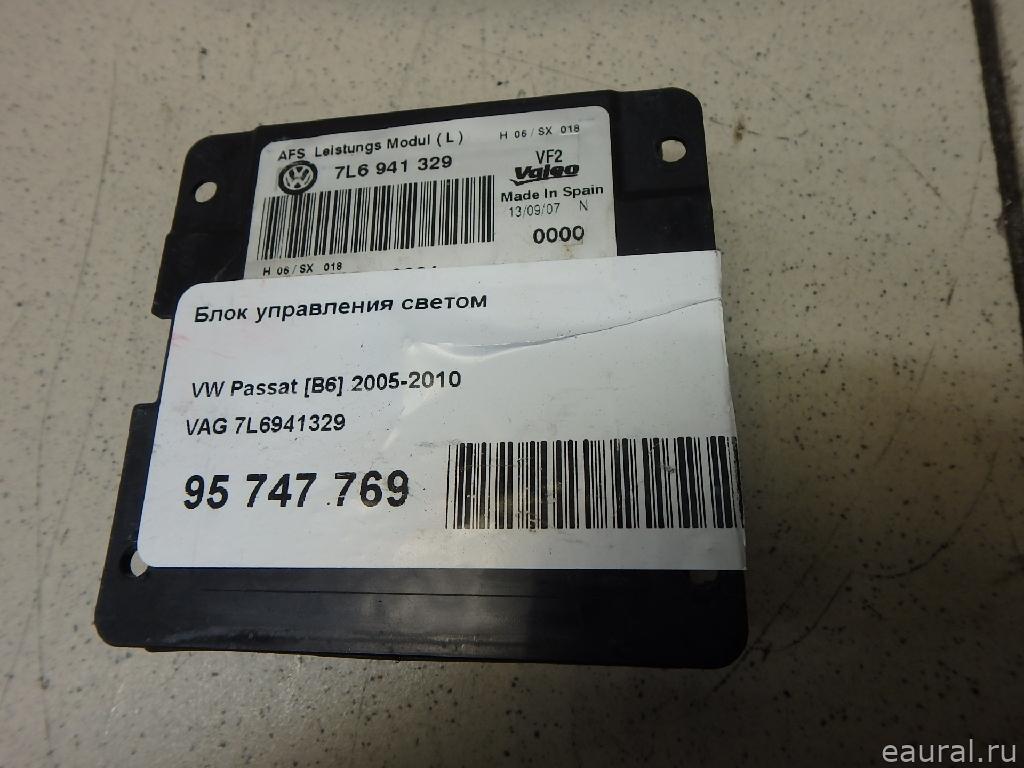 AFS Leistungs Modul ( L )
H 06 / SX 018
7L6 941 329
VF2
Valeo
Made In Spain
13/09/07 N
0000
H 06 / SX 018
Блок управления светом
VW Passat [B6] 2005-2010
VAG 7L6941329
95 747 769
eaural.ru